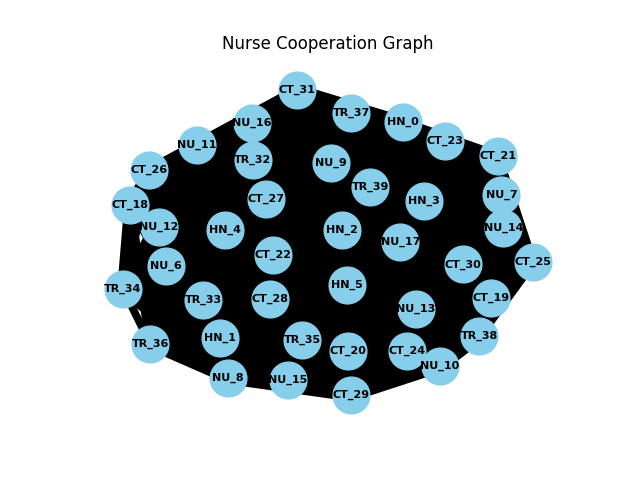 Nurse Cooperation Graph
CT_31
TR_37
HN_0
NU_16
CT_23
NU_11
CT_21
TR_32
NU_9
CT_26
TR_39
NU_7
CT_27
HN_3
CT_18
NU_12
NU_14
HN_4
HN_2
NU_17
CT_22
CT_25
CT_30
NU_6
HN_5
TR_34
CT_19
CT_28
TR_33
NU_13
TR_38
HN_1
TR_35
TR_36
CT_20
CT_24
NU_10
NU_8
NU_15
CT_29